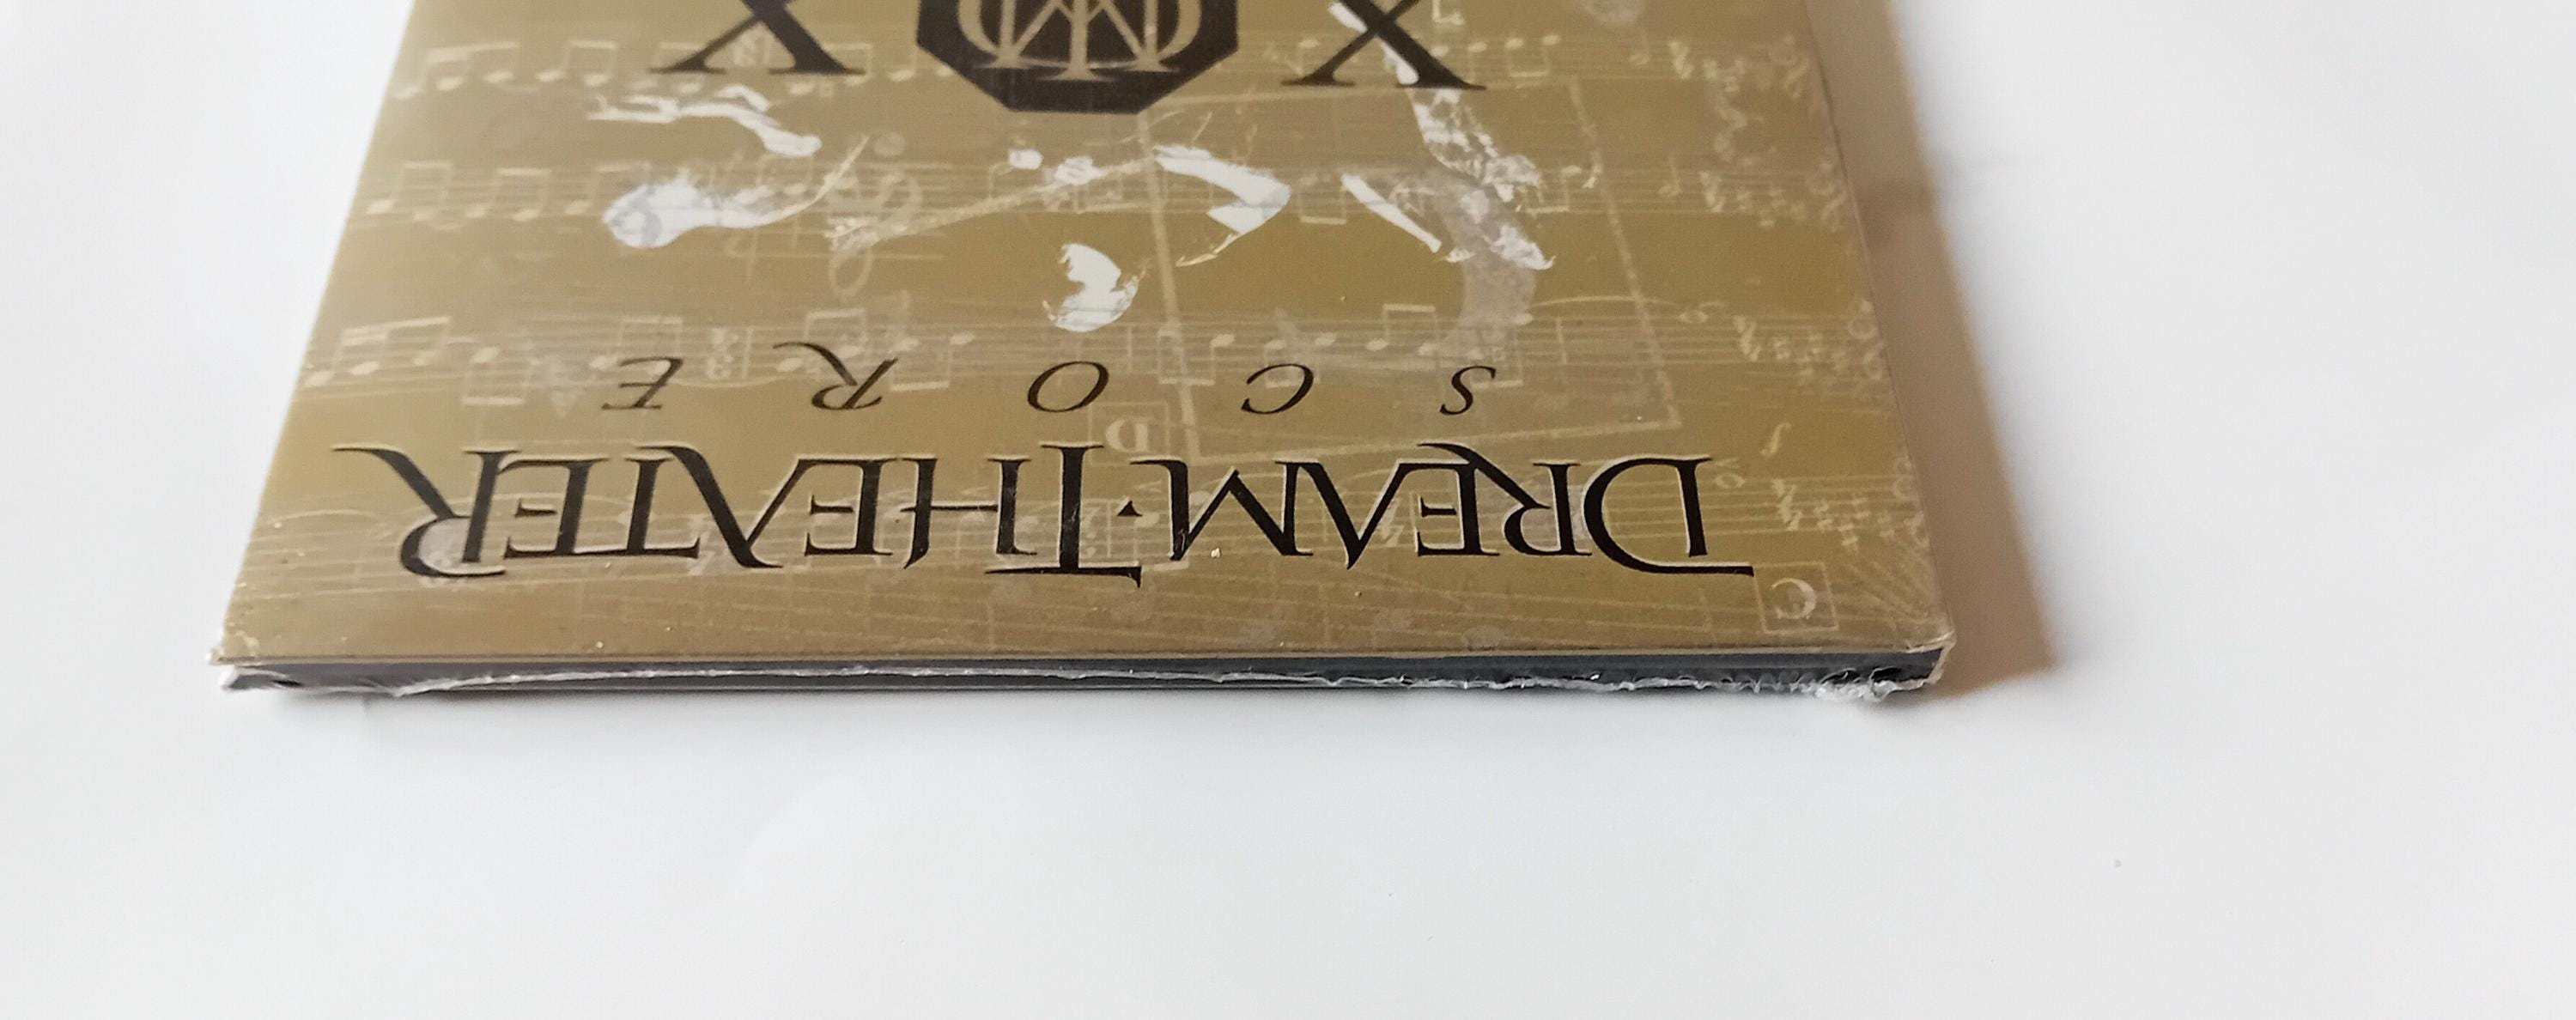 DREAM THEATER
SCORE
X X
C
D